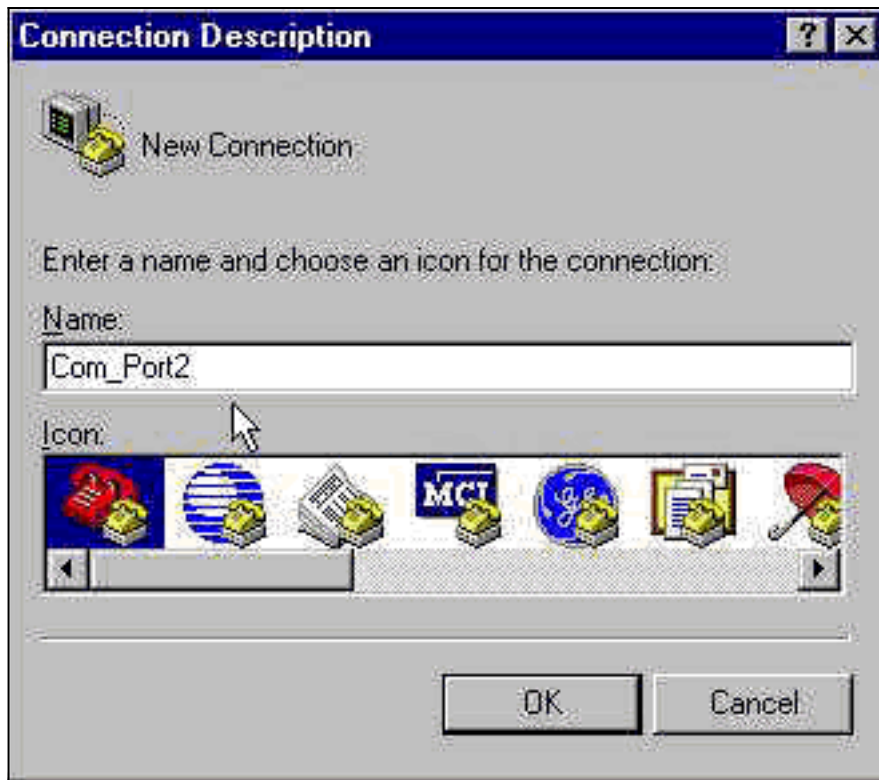 Connection Description
New Connection
Enter a name and choose an icon for the connection:
Name:
Com_Port2
Icon:
MCI
OK Cancel